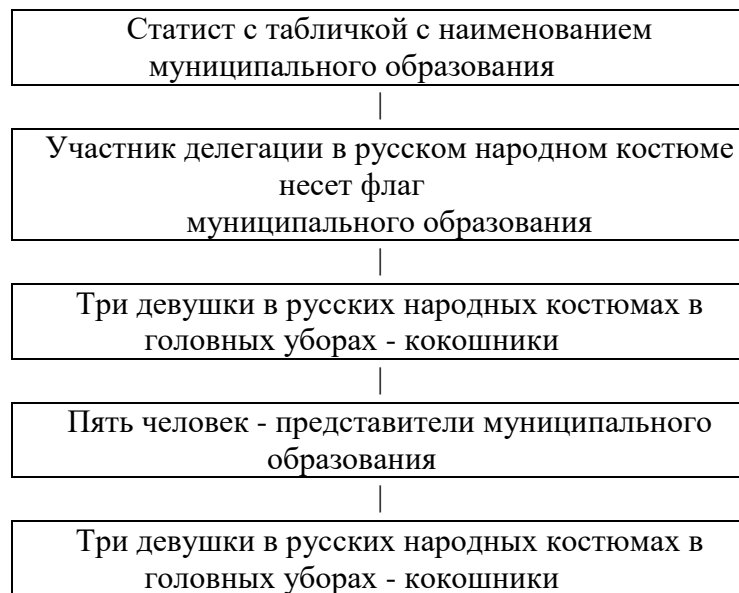 Статист с табличкой с наименованием
муниципального образования
Участник делегации в русском народном костюме
несет флаг
муниципального образования
Три девушки в русских народных костюмах в
головных уборах - кокошники
Пять человек - представители муниципального
образования
Три девушки в русских народных костюмах в
головных уборах - кокошники